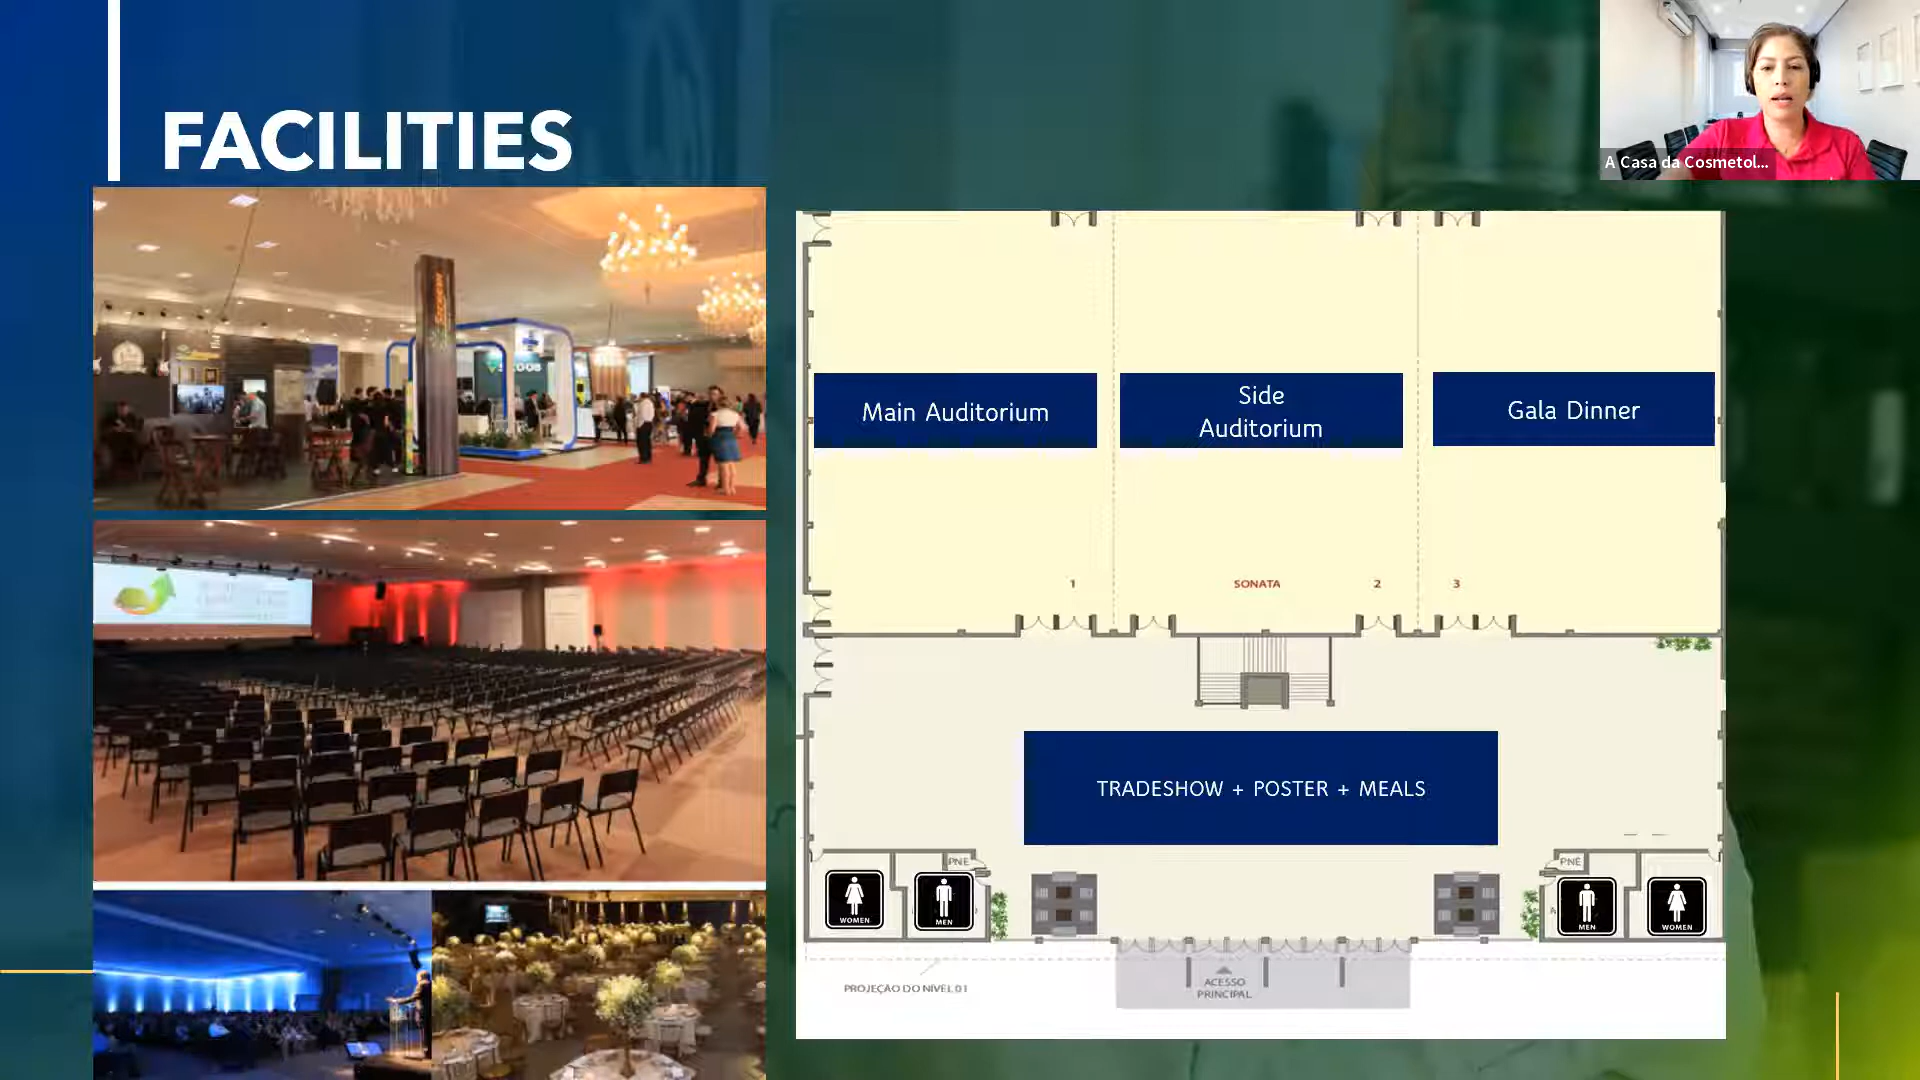 FACILITIES
A Casa da Cosmetol...
Main Auditorium
Side
Auditorium
Gala Dinner
1
SONATA
2
3
TRADESHOW + POSTER + MEALS
PNE
PNE
WOMEN
MEN
MEN
WOMEN
PROJEÇÃO DO NÍVEL 01
ACESSO
PRINCIPAL